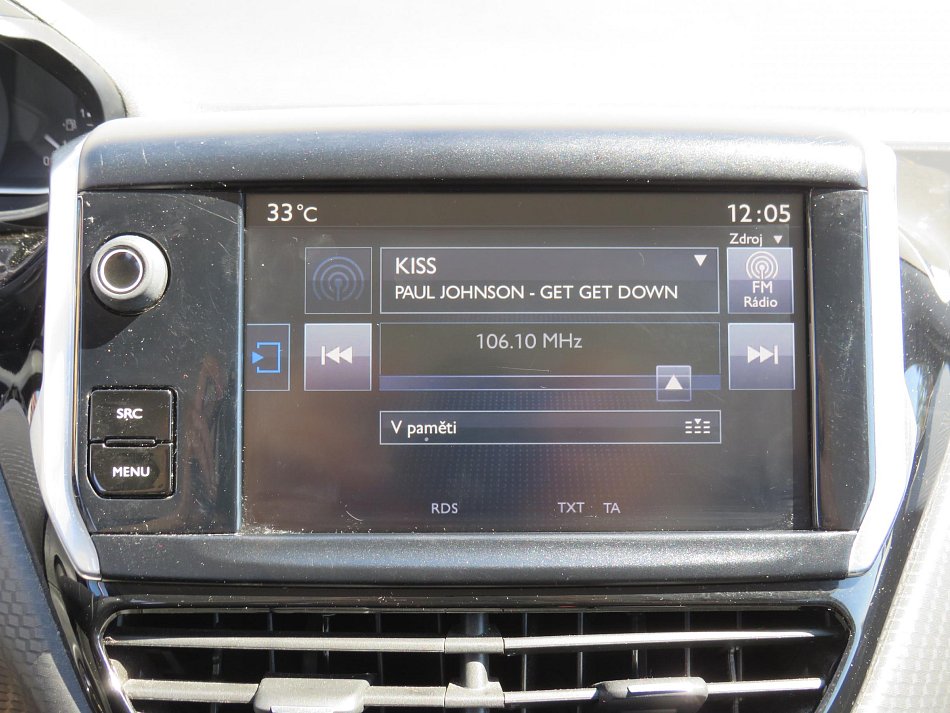 33°C
12:05
Zdroj
KISS
PAUL JOHNSON - GET GET DOWN
FM
Rádio
106.10 MHz
SRC
V paměti
MENU
RDS
TXT
TA